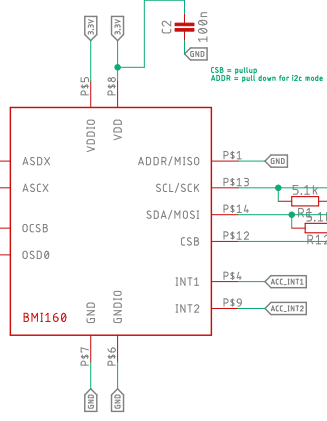 3.3V
3.3V
C2
100n
GND
CSB = pullup
ADDR = pull down for i2c mode
P$5
P$8
VDDIO
VDD
ASDX
ADDR/MISO
P$1
GND
ASCX
SCL/SCK
P$13
5.1k
SDA/MOSI
P$14
5.1k
OCSB
CSB
P$12
OSD0
INT1
P$4
ACC_INT1
INT2
P$9
ACC_INT2
GND
GNDIO
BMI160
P$7
P$6
GND
GND